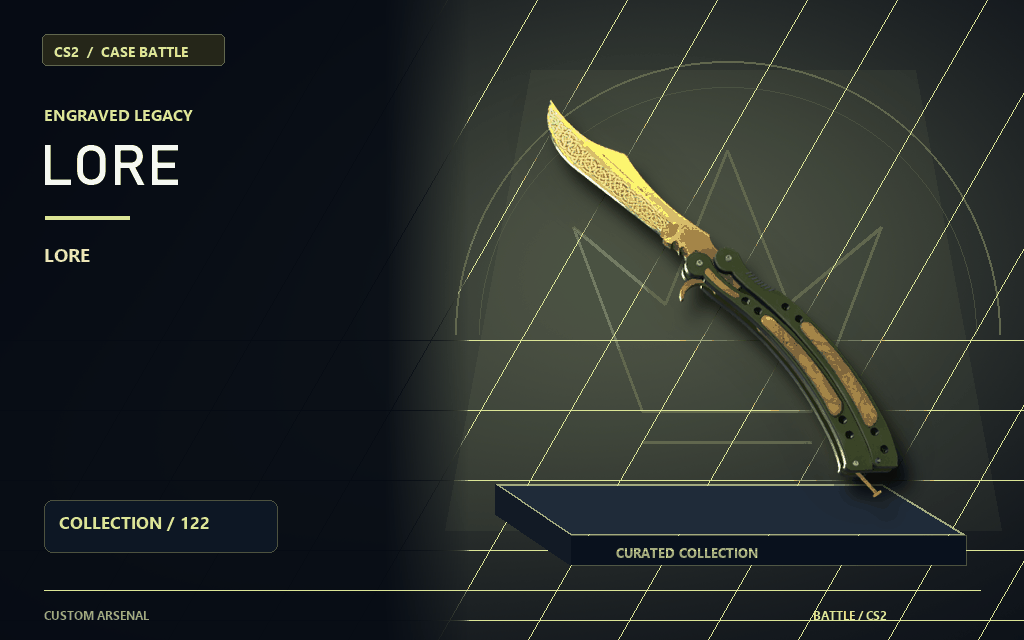 CS2 / CASE BATTLE
ENGRAVED LEGACY
LORE
LORE
COLLECTION / 122
CURATED COLLECTION
CUSTOM ARSENAL
BATTLE / CS2